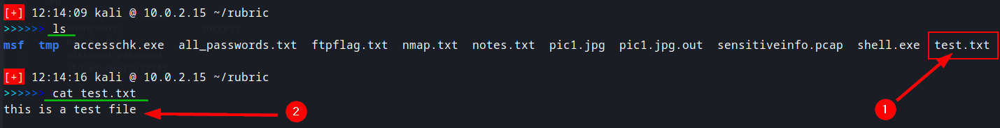 [+] 12:14:09 kali @ 10.0.2.15 ~/rubric
>>>>>> ls
msf tmp accesschk.exe all_passwords.txt ftpflag.txt nmap.txt notes.txt pic1.jpg pic1.jpg.out sensitiveinfo.pcap shell.exe test.txt
[+] 12:14:16 kali @ 10.0.2.15 ~/rubric
>>>>>> cat test.txt
this is a test file
2
1